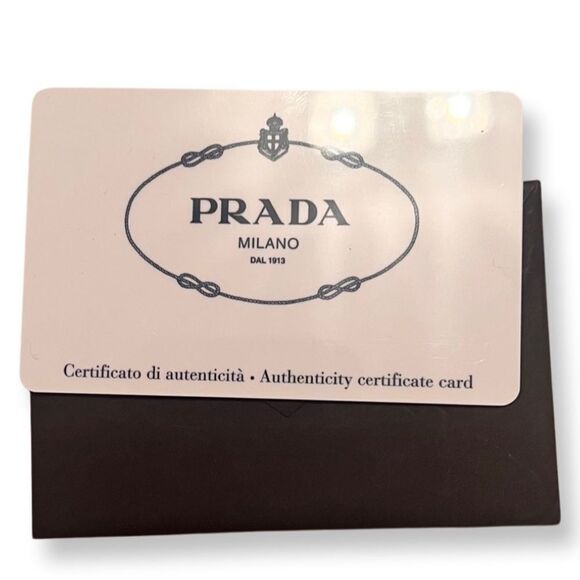 PRADA
MILANO
DAL 1913
Certificato di autenticità • Authenticity certificate card